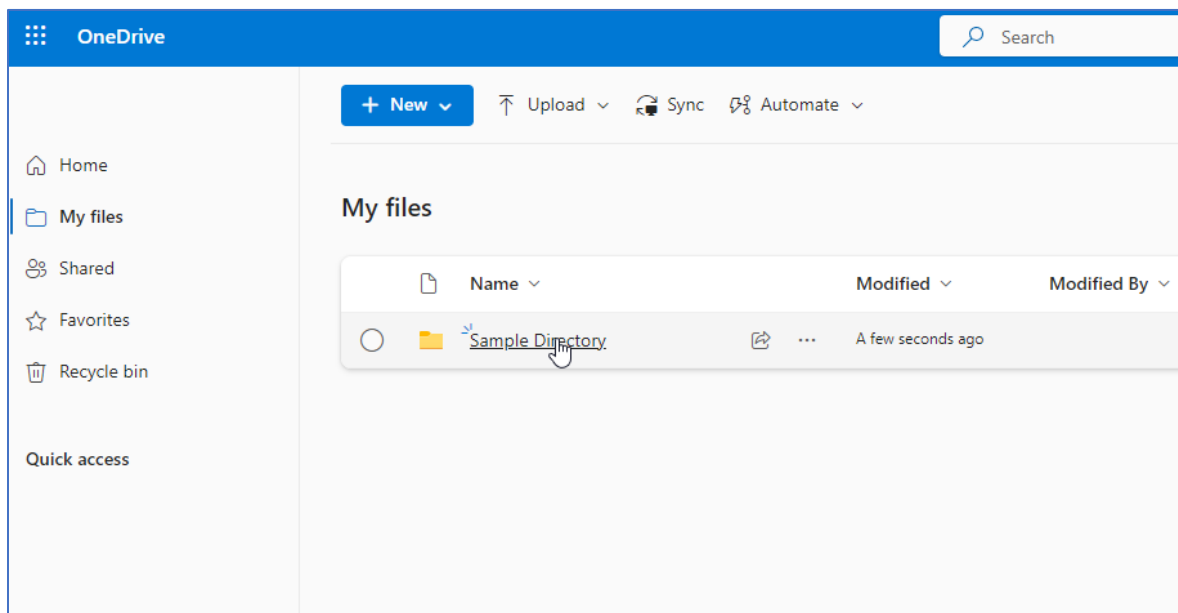 OneDrive
Search
New
Upload
Sync
Automate
Home
My files
Shared
Favorites
Recycle bin
Quick access
My files
Name
Modified
Modified By
Sample Directory
A few seconds ago